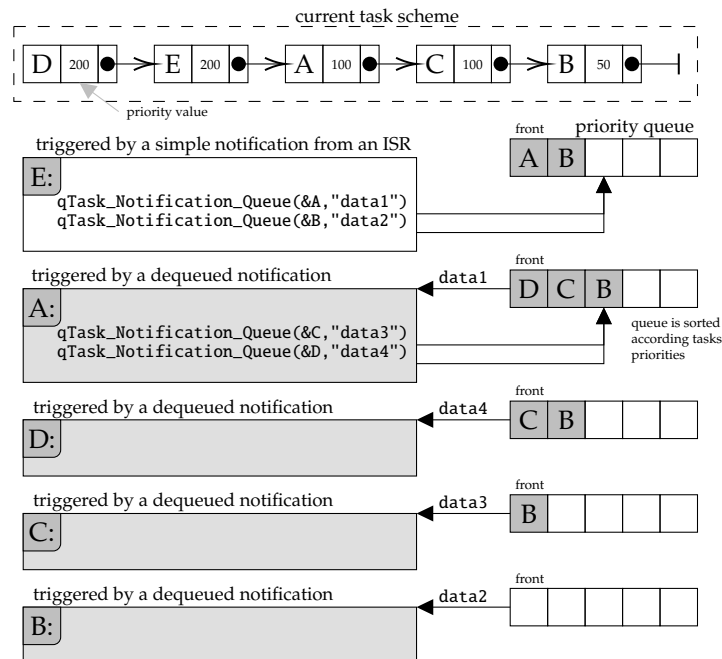 current task scheme
D 200 E 200 A 100 C 100 B 50
priority value
triggered by a simple notification from an ISR
front priority queue
A B
E:
qTask_Notification_Queue(&A,"data1")
qTask_Notification_Queue(&B,"data2")
triggered by a dequeued notification
data1
front
D C B
A:
qTask_Notification_Queue(&C,"data3")
qTask_Notification_Queue(&D,"data4")
queue is sorted
according tasks
priorities
triggered by a dequeued notification
data4
front
C B
D:
triggered by a dequeued notification
data3
front
B
C:
triggered by a dequeued notification
data2
front
B: